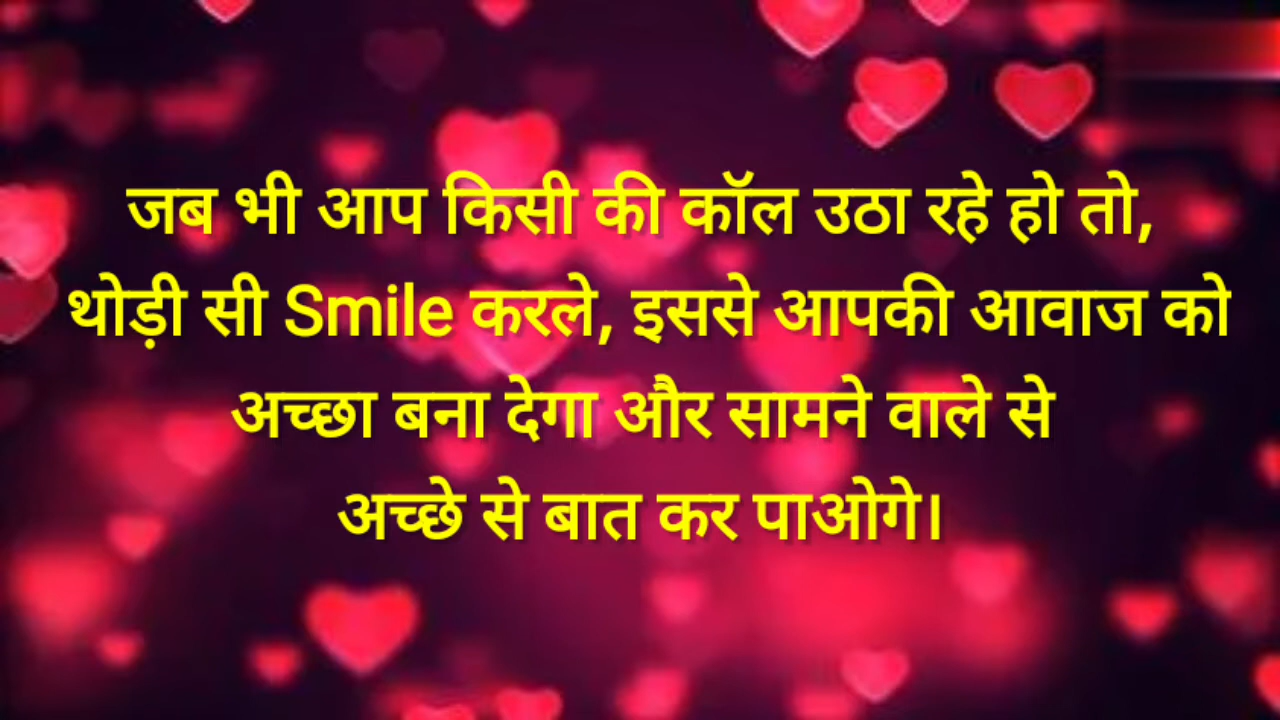 जब भी आप किसी की कॉल उठा रहे हो तो,
थोड़ी सी Smile करले, इससे आपकी आवाज को
अच्छा बना देगा और सामने वाले से
अच्छे से बात कर पाओगे।